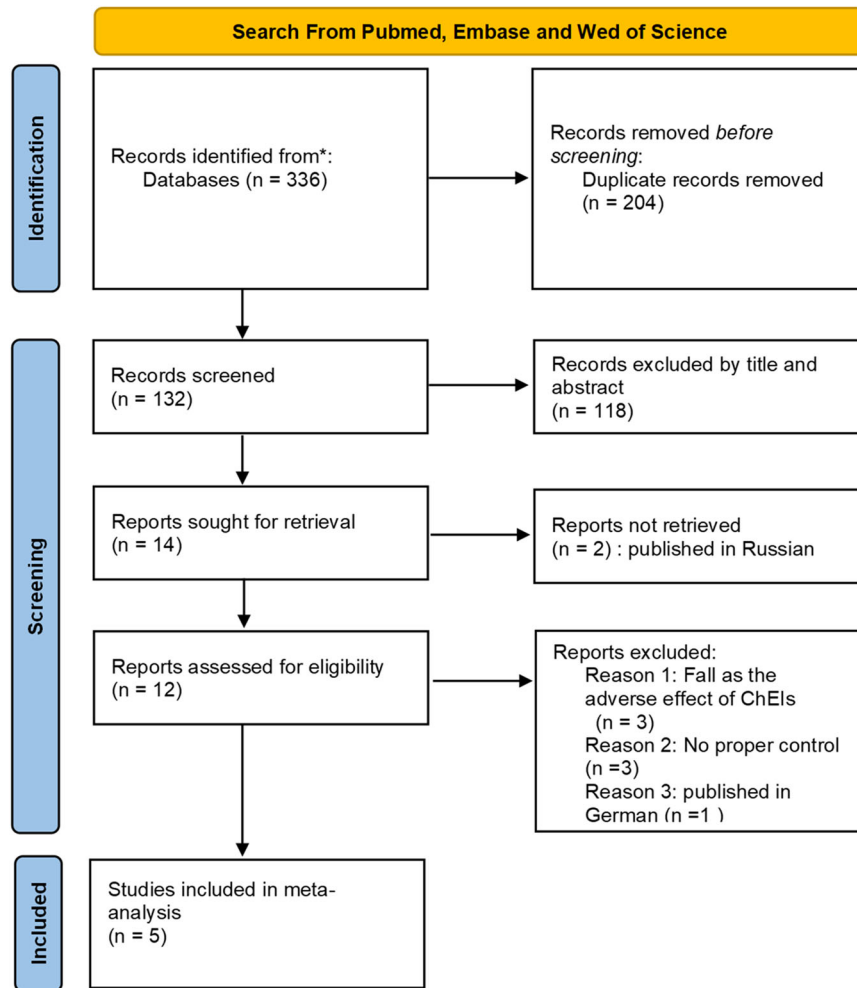 Search From Pubmed, Embase and Wed of Science
Identification
Records identified from*:
Databases (n = 336)
Records removed before
screening:
Duplicate records removed
(n = 204)
Screening
Records screened
(n = 132)
Records excluded by title and
abstract
(n = 118)
Reports sought for retrieval
(n = 14)
Reports not retrieved
(n = 2) : published in Russian
Reports assessed for eligibility
(n = 12)
Reports excluded:
Reason 1: Fall as the
adverse effect of ChEIs
(n = 3)
Reason 2: No proper control
(n =3)
Reason 3: published in
German (n =1 )
Included
Studies included in meta-
analysis
(n = 5)